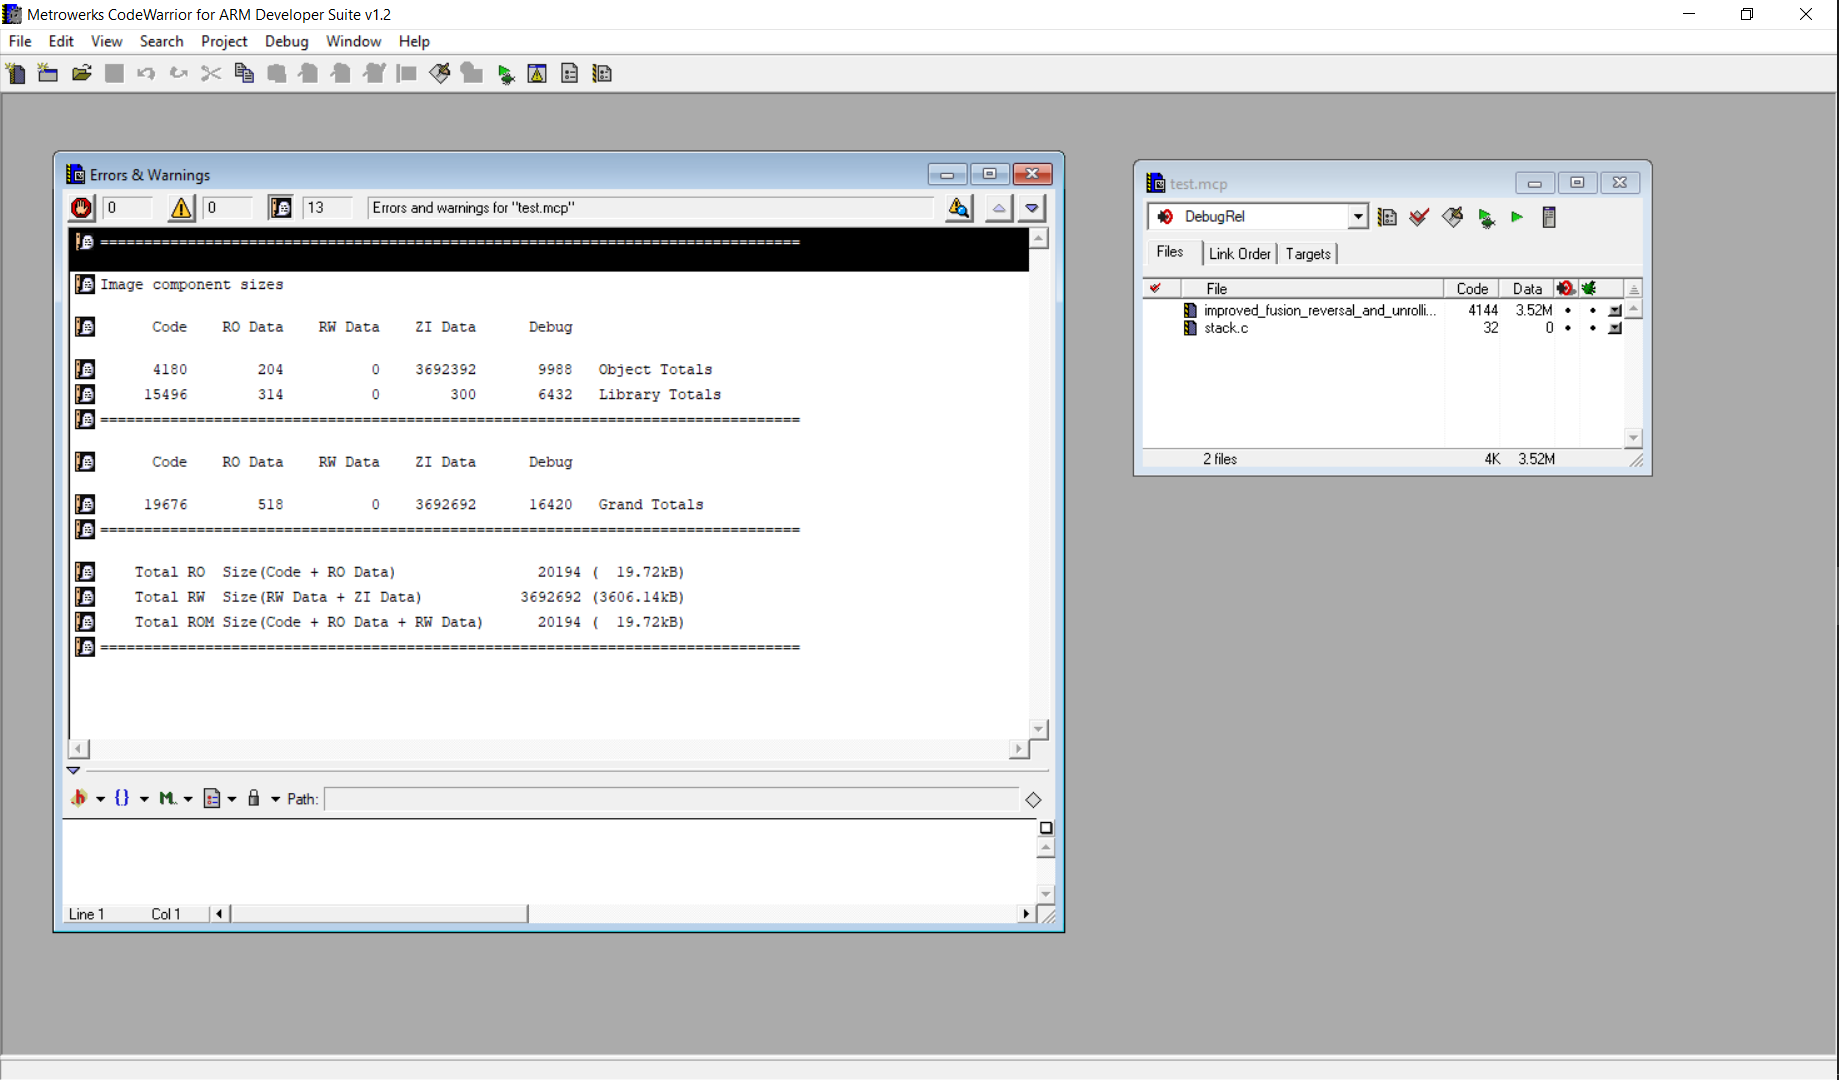 Metrowerks CodeWarrior for ARM Developer Suite v1.2
File Edit View Search Project Debug Window Help
Errors & Warnings
0 0 13 Errors and warnings for "test.mcp"
================================================================================
Image component sizes
Code RO Data RW Data ZI Data Debug
4180 204 0 3692392 9988 Object Totals
15496 314 0 300 6432 Library Totals
================================================================================
Code RO Data RW Data ZI Data Debug
19676 518 0 3692692 16420 Grand Totals
================================================================================
Total RO Size(Code + RO Data) 20194 ( 19.72kB)
Total RW Size(RW Data + ZI Data) 3692692 (3606.14kB)
Total ROM Size(Code + RO Data + RW Data) 20194 ( 19.72kB)
================================================================================
Path:
Line 1 Col 1
test.mcp
DebugRel
Files Link Order Targets
File Code Data
improved_fusion_reversal_and_unrolli... 4144 3.52M
stack.c 32 0
2 files 4K 3.52M